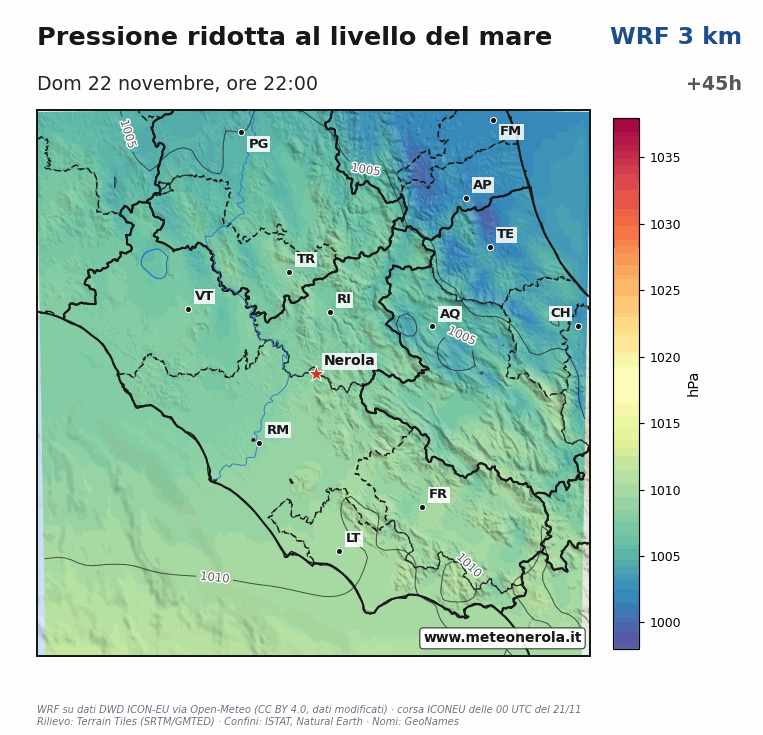 Pressione ridotta al livello del mare
WRF 3 km
Dom 22 novembre, ore 22:00
+45h
1005
PG
FM
1005
AP
TE
TR
VT
RI
AQ
CH
1005
Nerola
RM
FR
LT
1010
1010
www.meteonerola.it
1035
1030
1025
1020
1015
1010
1005
1000
hPa
WRF su dati DWD ICON-EU via Open-Meteo (CC BY 4.0, dati modificati) · corsa ICONEU delle 00 UTC del 21/11
Rilievo: Terrain Tiles (SRTM/GMTED) · Confini: ISTAT, Natural Earth · Nomi: GeoNames